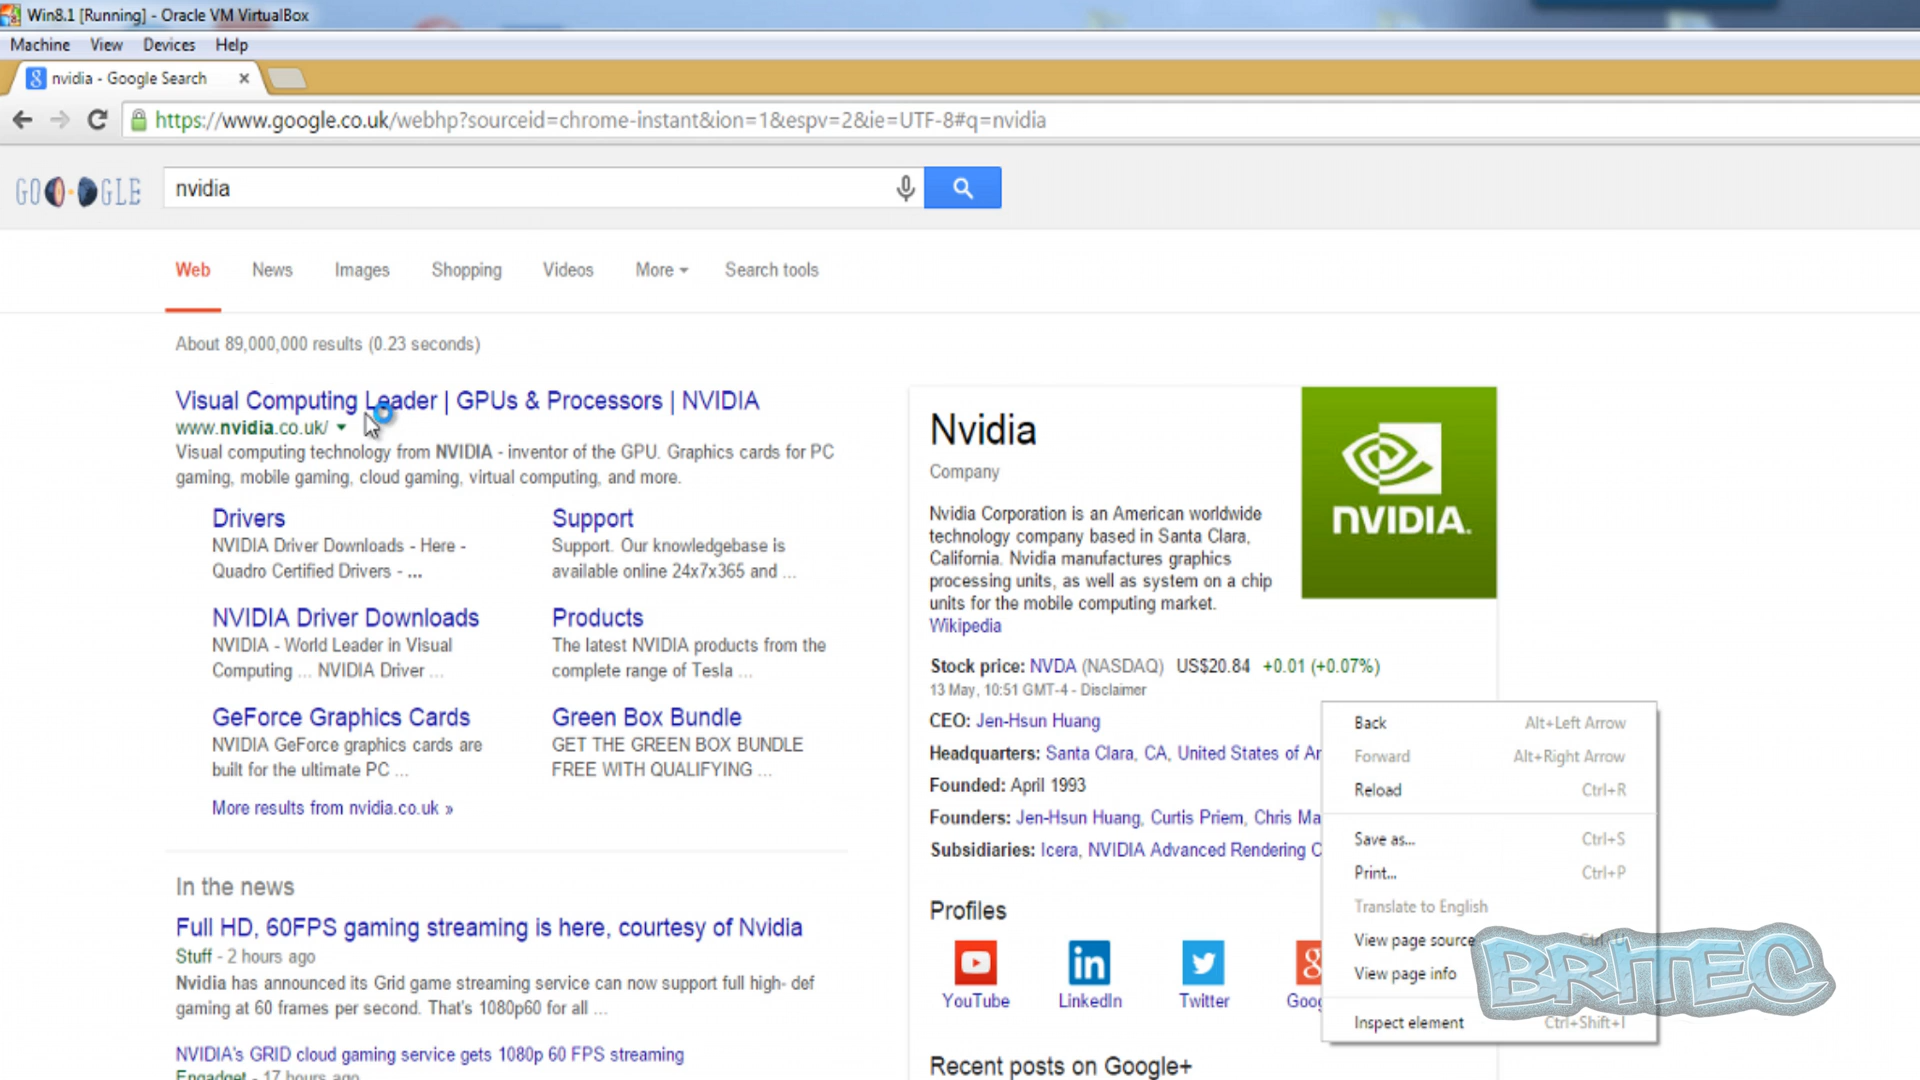 Win8.1 [Running] - Oracle VM VirtualBox
Machine View Devices Help
nvidia - Google Search
https://www.google.co.uk/webhp?sourceid=chrome-instant&ion=1&espv=2&ie=UTF-8#q=nvidia
GOOGLE
nvidia
Web News Images Shopping Videos More Search tools
About 89,000,000 results (0.23 seconds)
Visual Computing Leader | GPUs & Processors | NVIDIA
www.nvidia.co.uk/
Visual computing technology from NVIDIA - inventor of the GPU. Graphics cards for PC
gaming, mobile gaming, cloud gaming, virtual computing, and more.
Drivers
NVIDIA Driver Downloads - Here -
Quadro Certified Drivers - ...
Support
Support. Our knowledgebase is
available online 24x7x365 and ...
NVIDIA Driver Downloads
NVIDIA - World Leader in Visual
Computing ... NVIDIA Driver ...
Products
The latest NVIDIA products from the
complete range of Tesla ...
GeForce Graphics Cards
NVIDIA GeForce graphics cards are
built for the ultimate PC ...
Green Box Bundle
GET THE GREEN BOX BUNDLE
FREE WITH QUALIFYING ...
More results from nvidia.co.uk »
In the news
Full HD, 60FPS gaming streaming is here, courtesy of Nvidia
Stuff - 2 hours ago
Nvidia has announced its Grid game streaming service can now support full high- def
gaming at 60 frames per second. That's 1080p60 for all ...
NVIDIA's GRID cloud gaming service gets 1080p 60 FPS streaming
Engadget - 17 hours ago
Nvidia
Company
NVIDIA.
Nvidia Corporation is an American worldwide
technology company based in Santa Clara,
California. Nvidia manufactures graphics
processing units, as well as system on a chip
units for the mobile computing market.
Wikipedia
Stock price: NVDA (NASDAQ) US$20.84 +0.01 (+0.07%)
13 May, 10:51 GMT-4 - Disclaimer
CEO: Jen-Hsun Huang
Headquarters: Santa Clara, CA, United States of
Founded: April 1993
Founders: Jen-Hsun Huang, Curtis Priem, Chris
Subsidiaries: Icera, NVIDIA Advanced Rendering
Profiles
YouTube LinkedIn Twitter
Recent posts on Google+
Back Alt+Left Arrow
Forward Alt+Right Arrow
Reload Ctrl+R
Save as... Ctrl+S
Print... Ctrl+P
Translate to English
View page source Ctrl+U
View page info
Inspect element Ctrl+Shift+I
BRITEC